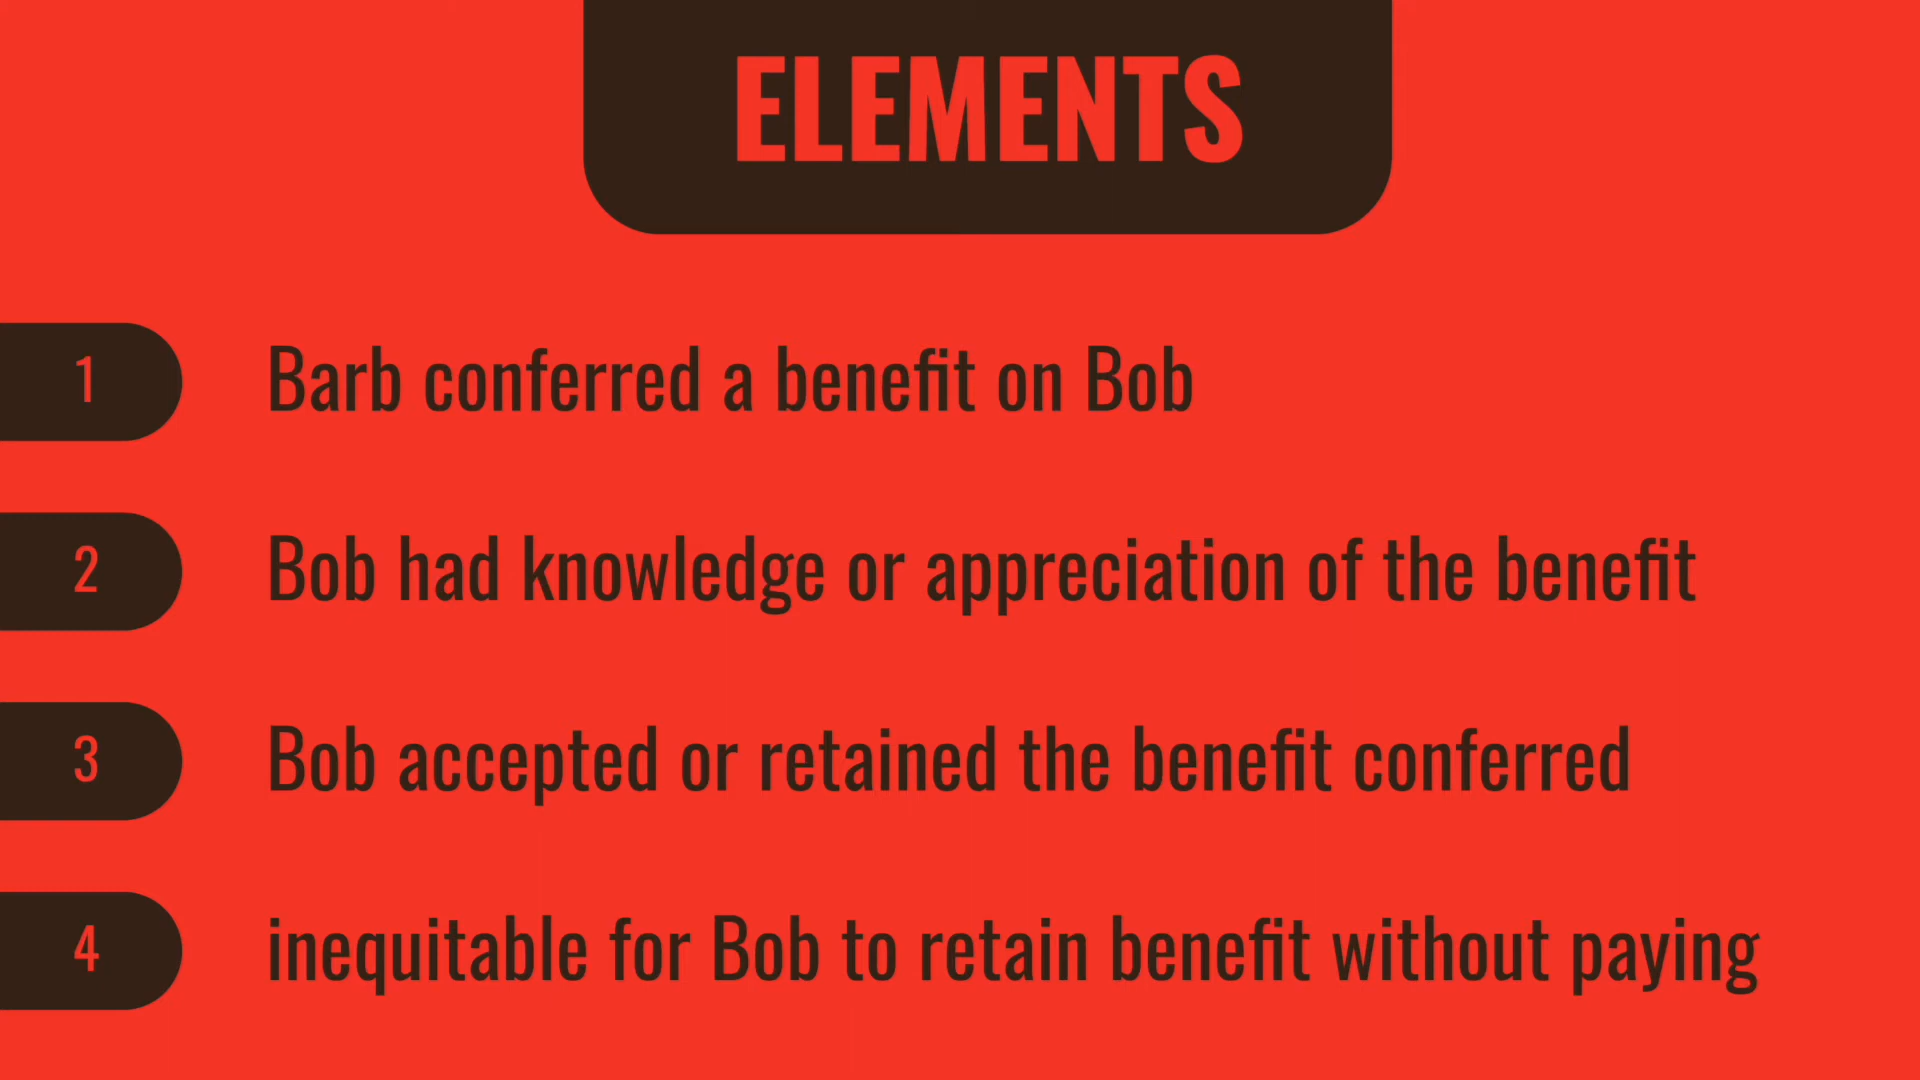 ELEMENTS
1 Barb conferred a benefit on Bob
2 Bob had knowledge or appreciation of the benefit
3 Bob accepted or retained the benefit conferred
4 inequitable for Bob to retain benefit without paying